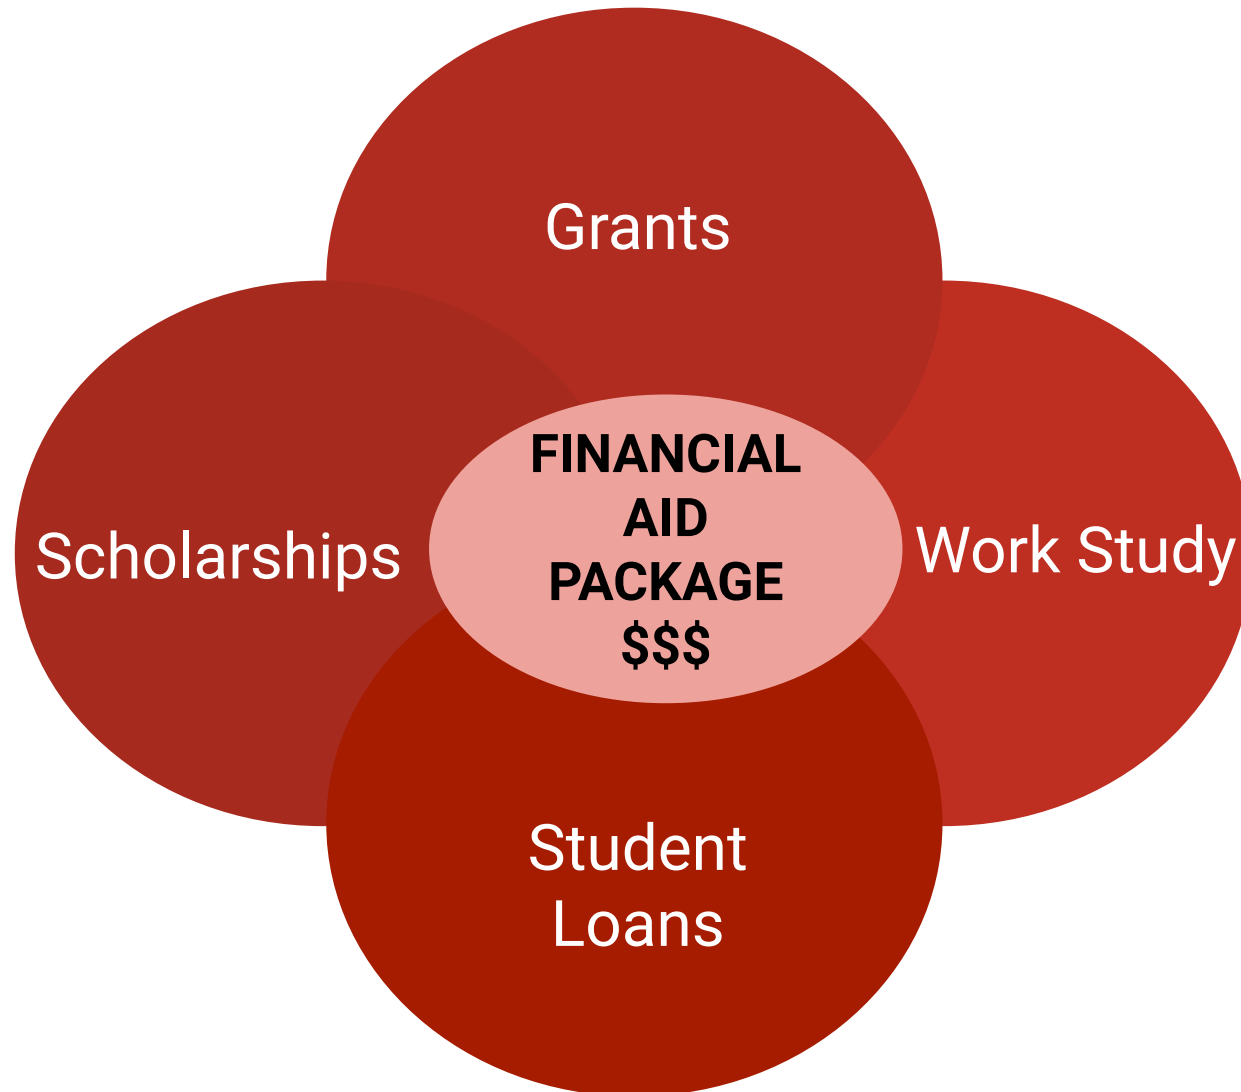 Grants
Scholarships
FINANCIAL
AID
PACKAGE
$$$
Work Study
Student
Loans